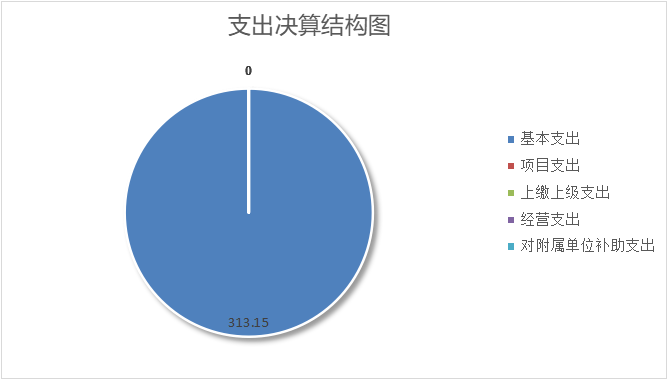 支出决算结构图
0
313.15
基本支出
项目支出
上缴上级支出
经营支出
对附属单位补助支出